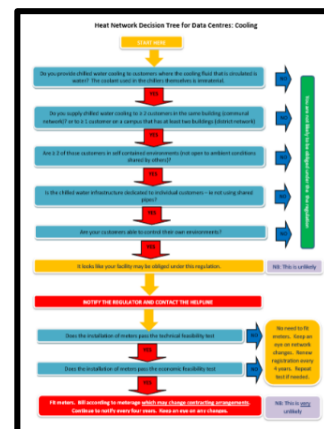 Heat Network Decision Tree for Data Centres: Cooling
START HERE
Do you provide chilled water cooling to customers where the cooling fluid that is circulated is
water? The coolant used in the chillers themselves is immaterial.
NO
YES
Do you supply chilled water cooling to ≥ 2 customers in the same building (communal
network)? or to ≥ 1 customer on a campus that has at least two buildings (district network)
NO
YES
Are ≥ 2 of those customers in self contained environments (not open to ambient conditions
shared by others)?
NO
YES
Is the chilled water infrastructure dedicated to individual customers – ie not using shared
pipes?
NO
YES
Are your customers able to control their own environments?
NO
YES
You are not likely to be obliged under the regulation
It looks like your facility may be obliged under this regulation.
NB: This is
unlikely
NOTIFY THE REGULATOR AND CONTACT THE HELPLINE
Does the installation of meters pass the technical feasibility test
NO
YES
Does the installation of meters pass the economic feasibility test
NO
YES
No need to fit
meters. Keep an
eye on network
changes. Renew
registration every
4 years. Repeat
test if needed.
Fit meters. Bill according to meterage which may change contracting arrangements.
Continue to notify every four years. Keep an eye on any changes.
NB: This is very
unlikely